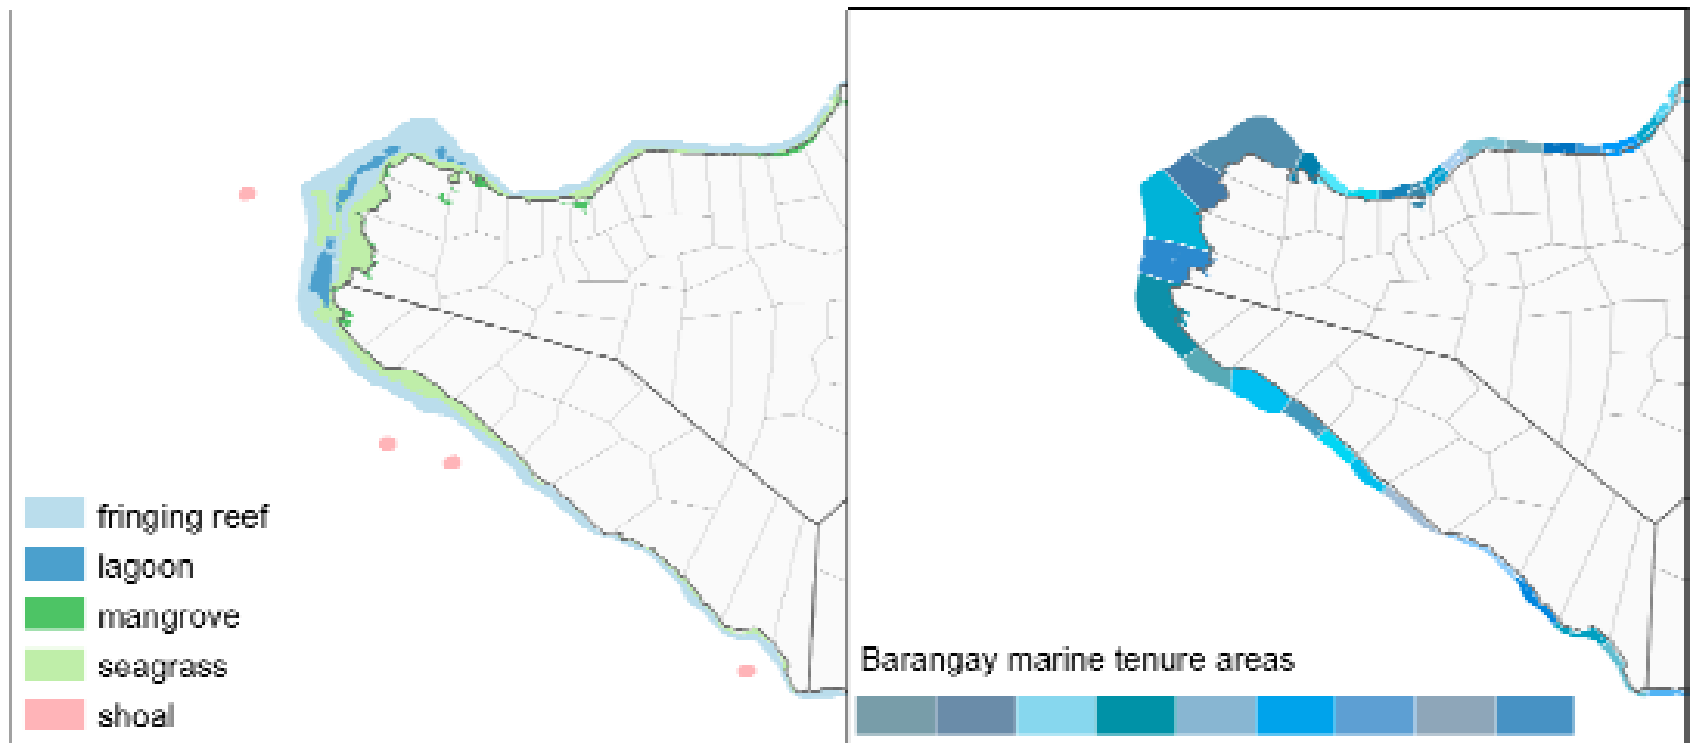 fringing reef
lagoon
mangrove
seagrass
shoal
Barangay marine tenure areas